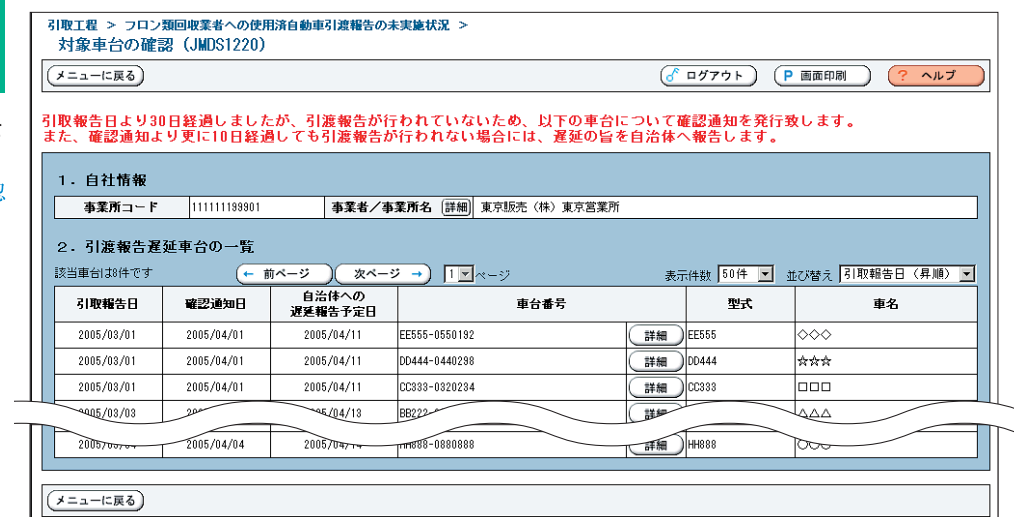 引取工程 > フロン類回収業者への使用済自動車引渡報告の未実施状況 >
対象車台の確認（JMDS1220）
メニューに戻る ログアウト P 画面印刷 ? ヘルプ
引取報告日より30日経過しましたが、引渡報告が行われていないため、以下の車台について確認通知を発行致します。
また、確認通知より更に10日経過しても引渡報告が行われない場合には、遅延の旨を自治体へ報告します。
1．自社情報
事業所コード 111111199901 事業者／事業所名 詳細 東京販売（株）東京営業所
2．引渡報告遅延車台の一覧
該当車台は8件です ← 前ページ 次ページ → 1 ページ 表示件数 50件 並び替え 引取報告日（昇順）
引取報告日 確認通知日 自治体への遅延報告予定日 車台番号 型式 車名
2005/03/01 2005/04/01 2005/04/11 EE555-0550192 詳細 EE555 ◇◇◇
2005/03/01 2005/04/01 2005/04/11 DD444-0440298 詳細 DD444 ☆☆☆
2005/03/01 2005/04/01 2005/04/11 CC333-0320234 詳細 CC333 □□□
2005/03/03 詳細 △△△
2005/04/04 HH888-0880888 詳細 HH888 ○○○
メニューに戻る